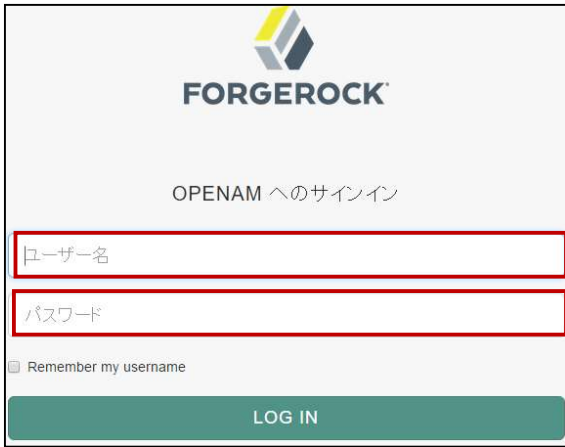 FORGEROCK
OPENAM へのサインイン
ユーザー名
パスワード
Remember my username
LOG IN